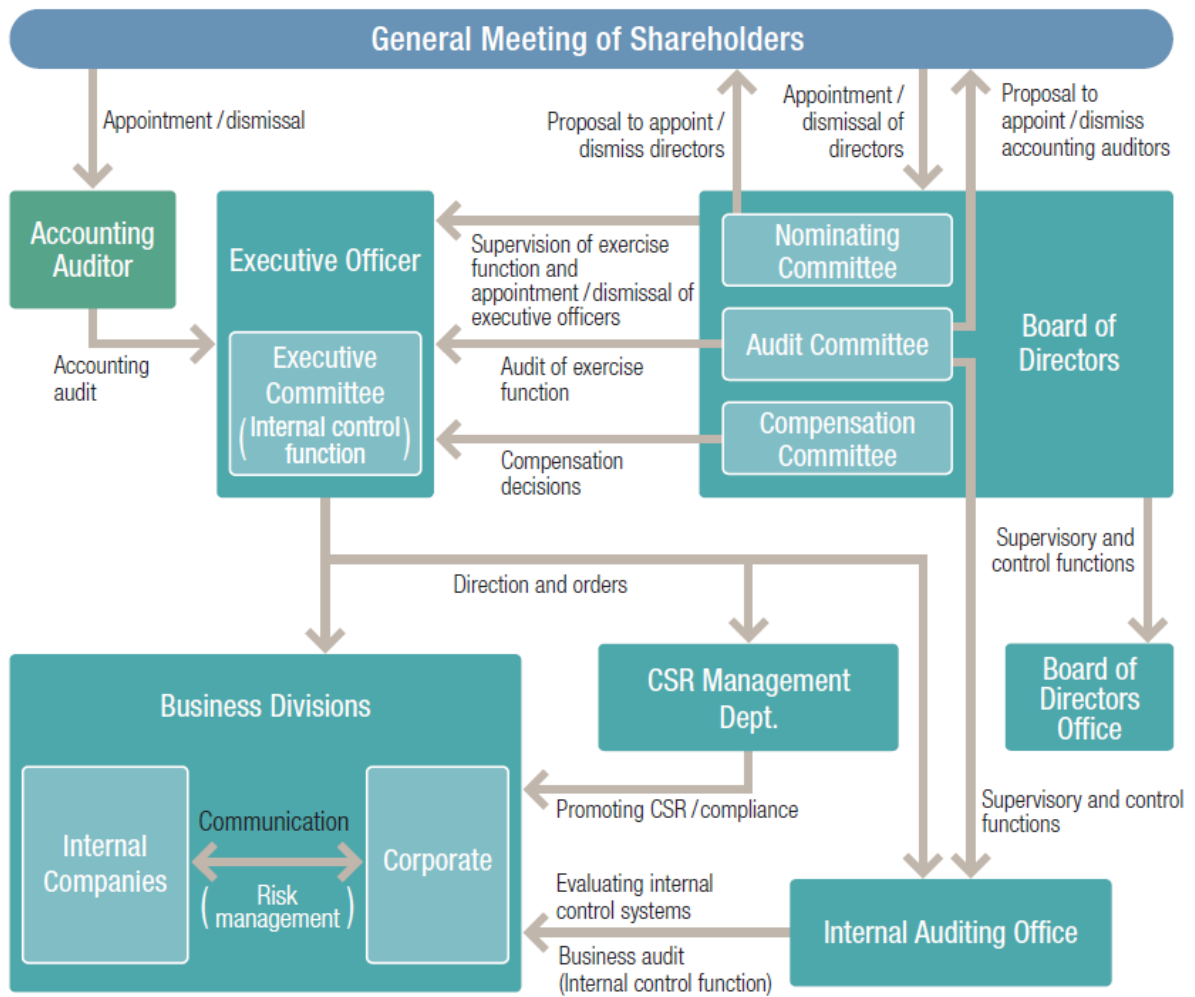 General Meeting of Shareholders
Appointment / dismissal
Proposal to appoint /
dismiss directors
Appointment /
dismissal of
directors
Proposal to
appoint / dismiss
accounting auditors
Accounting
Auditor
Accounting
audit
Executive Officer
Executive
Committee
(Internal control
function)
Supervision of exercise
function and
appointment / dismissal of
executive officers
Audit of exercise
function
Compensation
decisions
Nominating
Committee
Audit Committee
Compensation
Committee
Board of
Directors
Direction and orders
Supervisory and
control functions
Board of
Directors
Office
CSR Management
Dept.
Business Divisions
Internal
Companies
Communication
(Risk
management)
Corporate
Promoting CSR / compliance
Supervisory and control
functions
Evaluating internal
control systems
Business audit
(Internal control function)
Internal Auditing Office